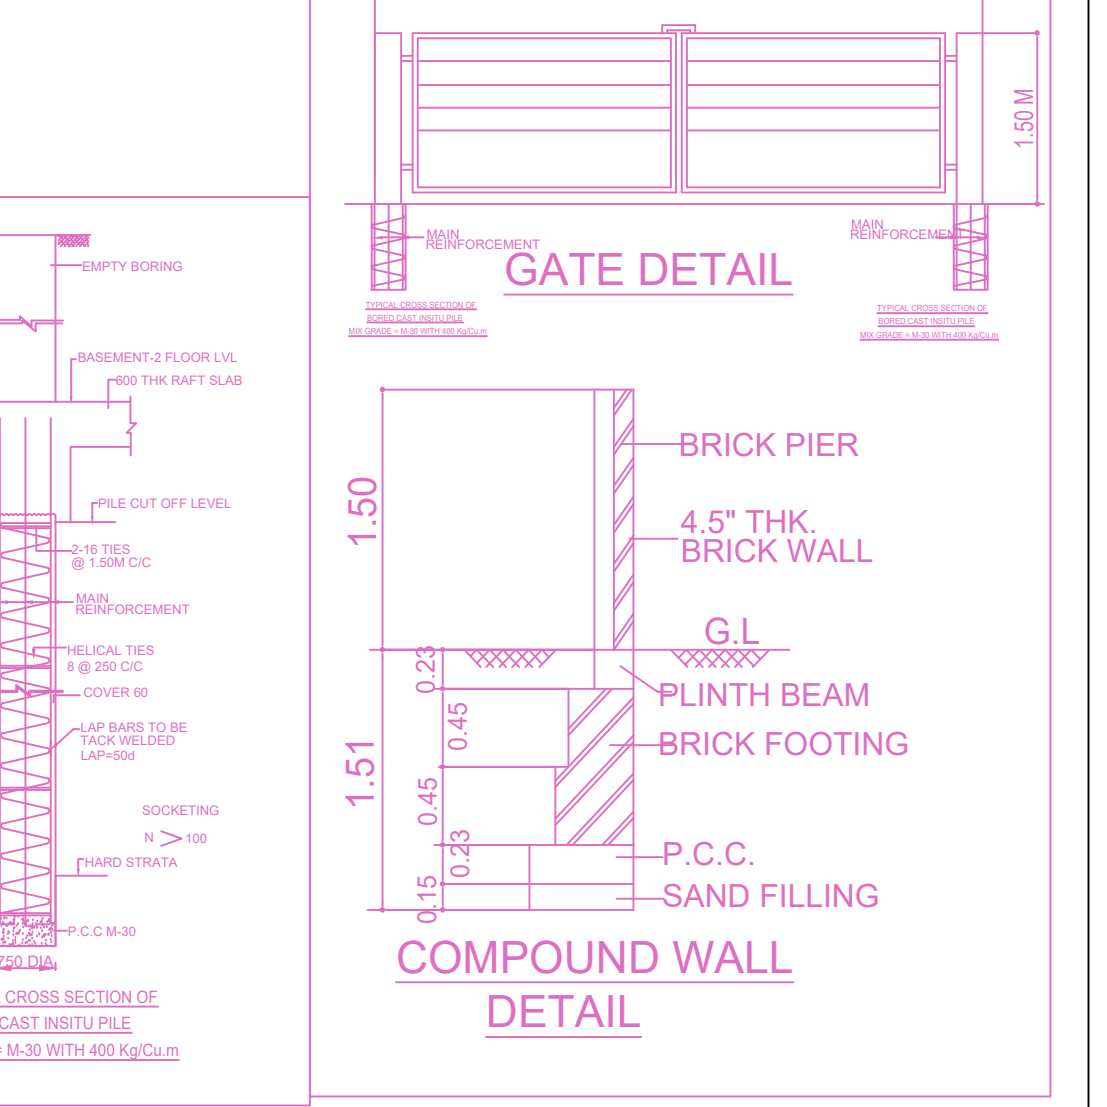 1.50 M
MAIN
REINFORCEMENT
MAIN
REINFORCEMENT
GATE DETAIL
TYPICAL CROSS SECTION OF
BORED CAST INSITU PILE
MIX GRADE = M-30 WITH 400 Kg/Cu.m
TYPICAL CROSS SECTION OF
BORED CAST INSITU PILE
MIX GRADE = M-30 WITH 400 Kg/Cu.m
EMPTY BORING
BASEMENT-2 FLOOR LVL
600 THK RAFT SLAB
PILE CUT OFF LEVEL
2-16 TIES
@ 1.50M C/C
MAIN
REINFORCEMENT
HELICAL TIES
8 @ 250 C/C
COVER 60
LAP BARS TO BE
TACK WELDED
LAP=50d
SOCKETING
N > 100
HARD STRATA
P.C.C M-30
750 DIA
CROSS SECTION OF
CAST INSITU PILE
= M-30 WITH 400 Kg/Cu.m
BRICK PIER
1.50
4.5" THK.
BRICK WALL
G.L
0.23
PLINTH BEAM
0.45
BRICK FOOTING
1.51
0.45
0.23
P.C.C.
0.15
SAND FILLING
COMPOUND WALL
DETAIL